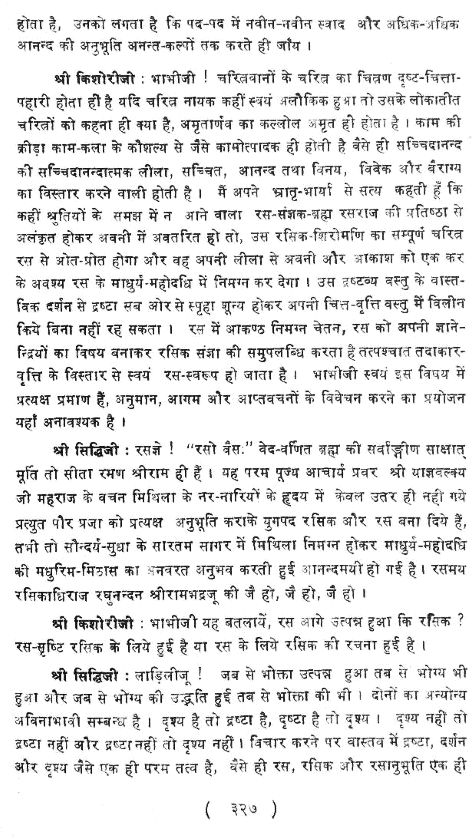 होता है, उनको लगता है कि पद-पद में नवीन-नवीन स्वाद और अधिक-अधिक
आनन्द की अनुभूति अनन्त-कल्पों तक करते ही जाँय ।
श्री किशोरीजी : भाभीजी ! चरित्रवानों के चरित्र का चित्रण दृष्ट-चित्ता-
पहारी होता ही है यदि चरित्र नायक कहीं स्वयं अलौकिक हुआ तो उसके लोकातीत
चरित्रों को कहना ही क्या है, अमृतार्णव का कल्लोल अमृत ही होता है । काम की
क्रीड़ा काम-कला के कौशल्य से जैसे कामोत्पादक ही होती है वैसे ही सच्चिदानन्द
की सच्चिदानन्दात्मक लीला, सच्चित, आनन्द तथा विनय, विवेक और वैराग्य
का विस्तार करने वाली होती है । मैं अपने भ्रातृ-भार्या से सत्य कहती हूँ कि
कहीं श्रुतियों के समझ में न आने वाला रस-संज्ञक-ब्रह्म रसराज की प्रतिष्ठा से
अलंकृत होकर अवनी में अवतरित हो तो, उस रसिक-शिरोमणि का सम्पूर्ण चरित्र
रस से ओत-प्रोत होगा और वह अपनी लीला से अवनी और आकाश को एक कर
के अवश्य रस के माधुर्य-महोदधि में निमग्न कर देगा । उस द्रष्टव्य वस्तु के वास्त-
विक दर्शन से द्रष्टा सब ओर से स्पृहा शून्य होकर अपनी चित्त-वृत्ति वस्तु में विलीन
किये बिना नहीं रह सकता । रस में आकण्ठ निमग्न चेतन, रस को अपनी ज्ञाने-
न्द्रियों का विषय बनाकर रसिक संज्ञा की समुपलब्धि करता है तत्पश्चात तदाकार-
वृत्ति के विस्तार से स्वयं रस-स्वरूप हो जाता है । भाभीजी स्वयं इस विषय में
प्रत्यक्ष प्रमाण हैं, अनुमान, आगम और आप्तवचनों के विवेचन करने का प्रयोजन
यहाँ अनावश्यक है ।
श्री सिद्धिजी : रसज्ञे ! “रसो वैसः” वेद-वर्णित ब्रह्म की सर्वाङ्गीण साक्षात्
मूर्ति तो सीता रमण श्रीराम ही हैं । यह परम पूज्य आचार्य प्रवर श्री याज्ञवल्क्य
जी महराज के वचन मिथिला के नर-नारियों के हृदय में केवल उतर ही नहीं गये
प्रत्युत पौर प्रजा को प्रत्यक्ष अनुभूति कराके युगपद रसिक और रस बना दिये हैं,
तभी तो सौन्दर्य-सुधा के सारतम सागर में मिथिला निमग्न होकर माधुर्य-महोदधि
की मधुरिम-मिठास का अनवरत अनुभव करती हुई आनन्दमयी हो गई है । रसमय
रसिकाधिराज रघुनन्दन श्रीरामभद्रजू की जै हो, जै हो, जै हो ।
श्री किशोरीजी : भाभीजी यह बतलायें, रस आगे उत्पन्न हुआ कि रसिक ?
रस-सृष्टि रसिक के लिये हुई है या रस के लिये रसिक की रचना हुई है ।
श्री सिद्धिजी : लाड़िलीजू ! जब से भोक्ता उत्पन्न हुआ तब से भोग्य भी
हुआ और जब से भोग्य की उद्भूति हुई तब से भोक्ता की भी । दोनों का अन्योन्य
अविनाभावी सम्बन्ध है । दृश्य है तो द्रष्टा है, दृष्टा है तो दृश्य । दृश्य नहीं तो
द्रष्टा नहीं और द्रष्टा नहीं तो दृश्य नहीं । विचार करने पर वास्तव में द्रष्टा, दर्शन
और दृश्य जैसे एक ही परम तत्व है, वैसे ही रस, रसिक और रसानुभूति एक ही
( ३२७ )